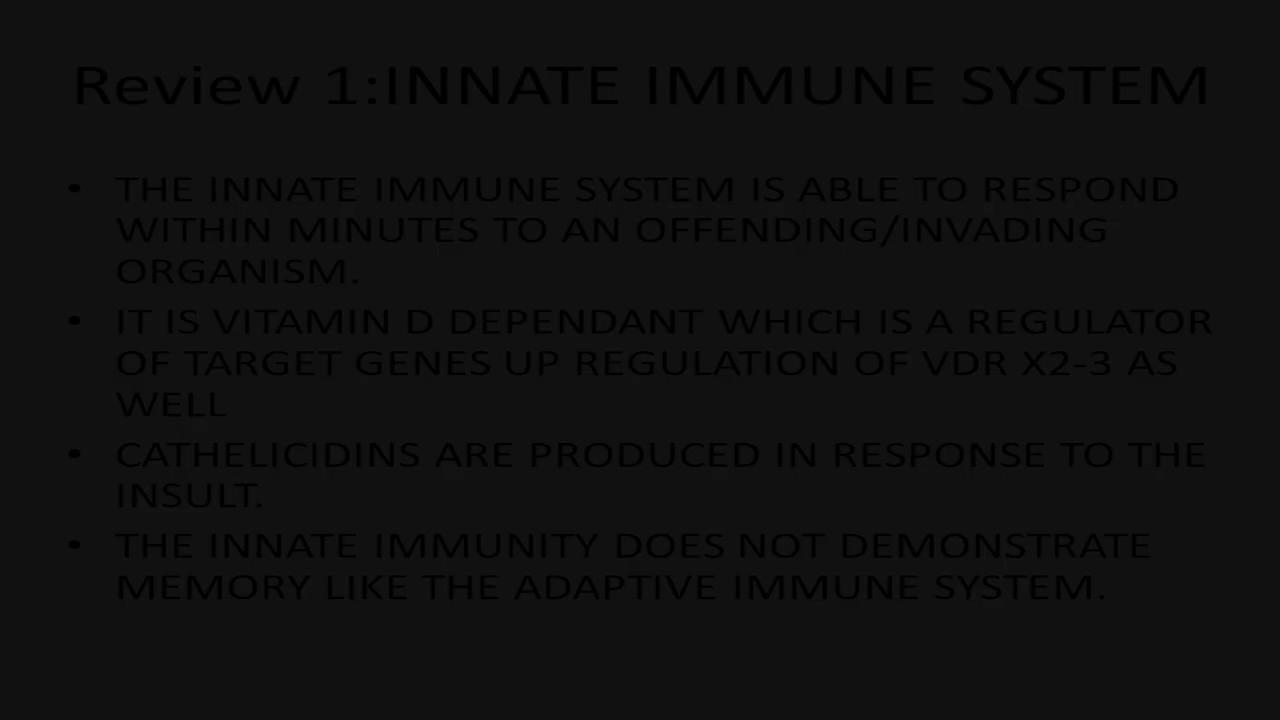 Review 1:INNATE IMMUNE SYSTEM
• THE INNATE IMMUNE SYSTEM IS ABLE TO RESPOND
WITHIN MINUTES TO AN OFFENDING/INVADING
ORGANISM.
• IT IS VITAMIN D DEPENDANT WHICH IS A REGULATOR
OF TARGET GENES UP REGULATION OF VDR X2-3 AS
WELL
• CATHELICIDINS ARE PRODUCED IN RESPONSE TO THE
INSULT.
• THE INNATE IMMUNITY DOES NOT DEMONSTRATE
MEMORY LIKE THE ADAPTIVE IMMUNE SYSTEM.